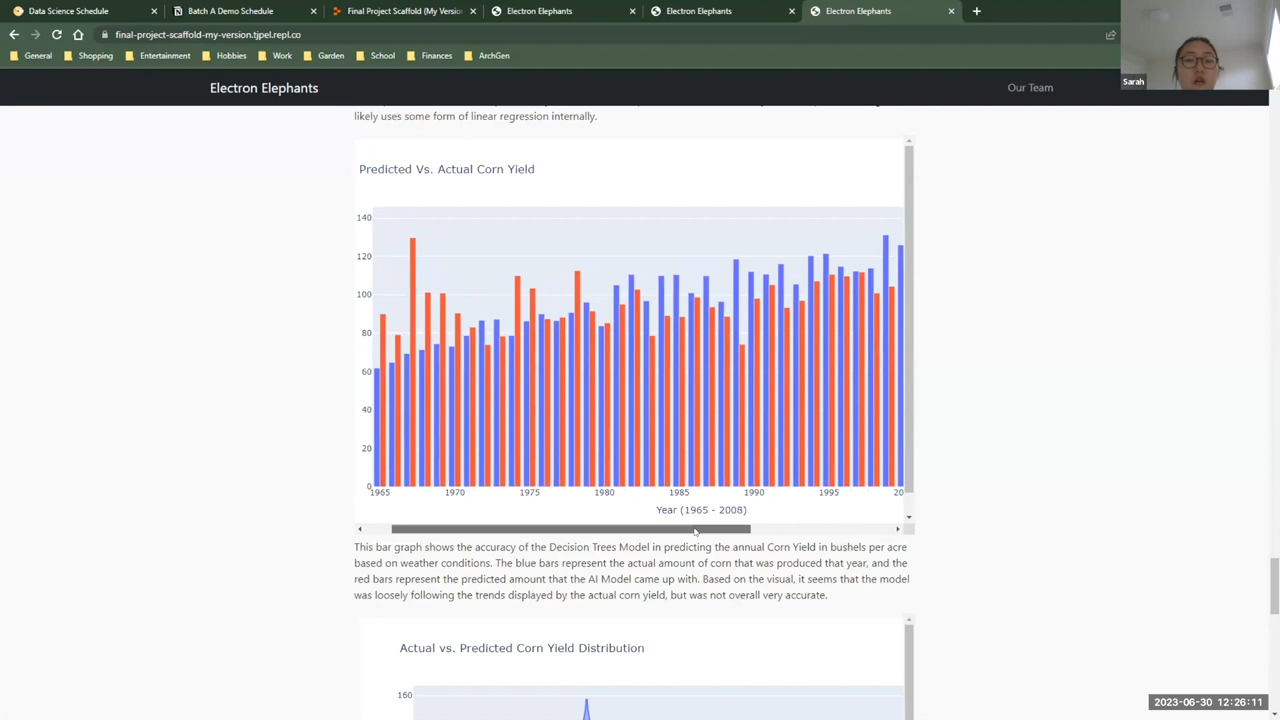 Data Science Schedule
Batch A Demo Schedule
Final Project Scaffold (My Versio
Electron Elephants
Electron Elephants
Electron Elephants
final-project-scaffold-my-version.tjpel.repl.co
General Shopping Entertainment Hobbies Work Garden School Finances ArchGen
Sarah
Electron Elephants
Our Team
likely uses some form of linear regression internally.
Predicted Vs. Actual Corn Yield
140
120
100
80
60
40
20
0
1965 1970 1975 1980 1985 1990 1995 20
Year (1965 - 2008)
This bar graph shows the accuracy of the Decision Trees Model in predicting the annual Corn Yield in bushels per acre
based on weather conditions. The blue bars represent the actual amount of corn that was produced that year, and the
red bars represent the predicted amount that the AI Model came up with. Based on the visual, it seems that the model
was loosely following the trends displayed by the actual corn yield, but was not overall very accurate.
Actual vs. Predicted Corn Yield Distribution
160
2023-06-30 12:26:11